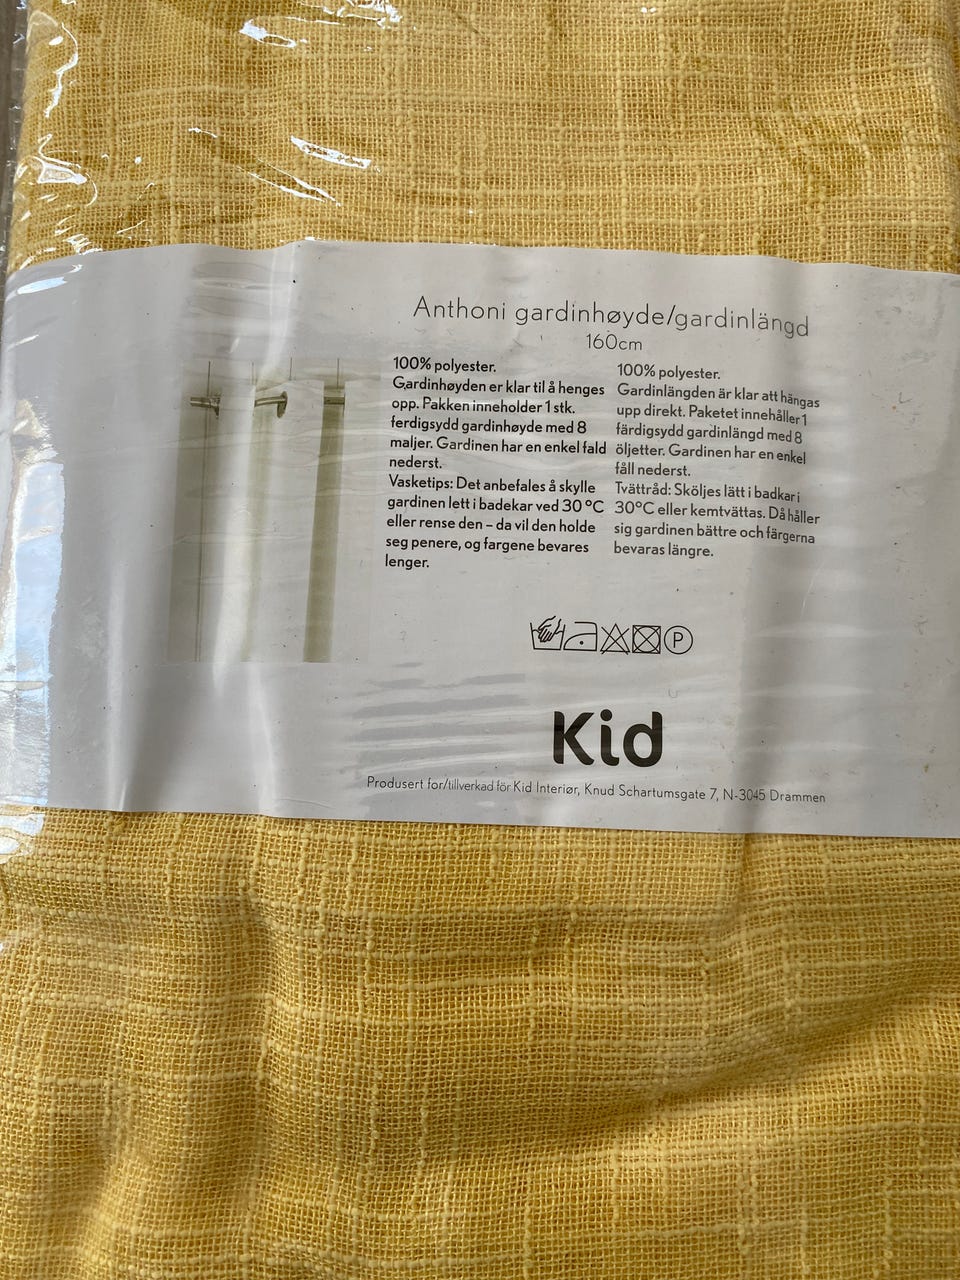 Anthoni gardinhøyde/gardinlängd
160cm
100% polyester.
Gardinhøyden er klar til å henges
opp. Pakken inneholder 1 stk.
ferdigsydd gardinhøyde med 8
maljer. Gardinen har en enkel fald
nederst.
Vasketips: Det anbefales å skylle
gardinen lett i badekar ved 30 °C
eller rense den – da vil den holde
seg penere, og fargene bevares
lenger.
100% polyester.
Gardinlängden är klar att hängas
upp direkt. Paketet innehåller 1
färdigsydd gardinlängd med 8
öljetter. Gardinen har en enkel
fåll nederst.
Tvättråd: Sköljes lätt i badkar i
30°C eller kemtvättas. Då håller
sig gardinen bättre och färgerna
bevaras längre.
P
Kid
Produsert for/tillverkad för Kid Interiør, Knud Schartumsgate 7, N-3045 Drammen